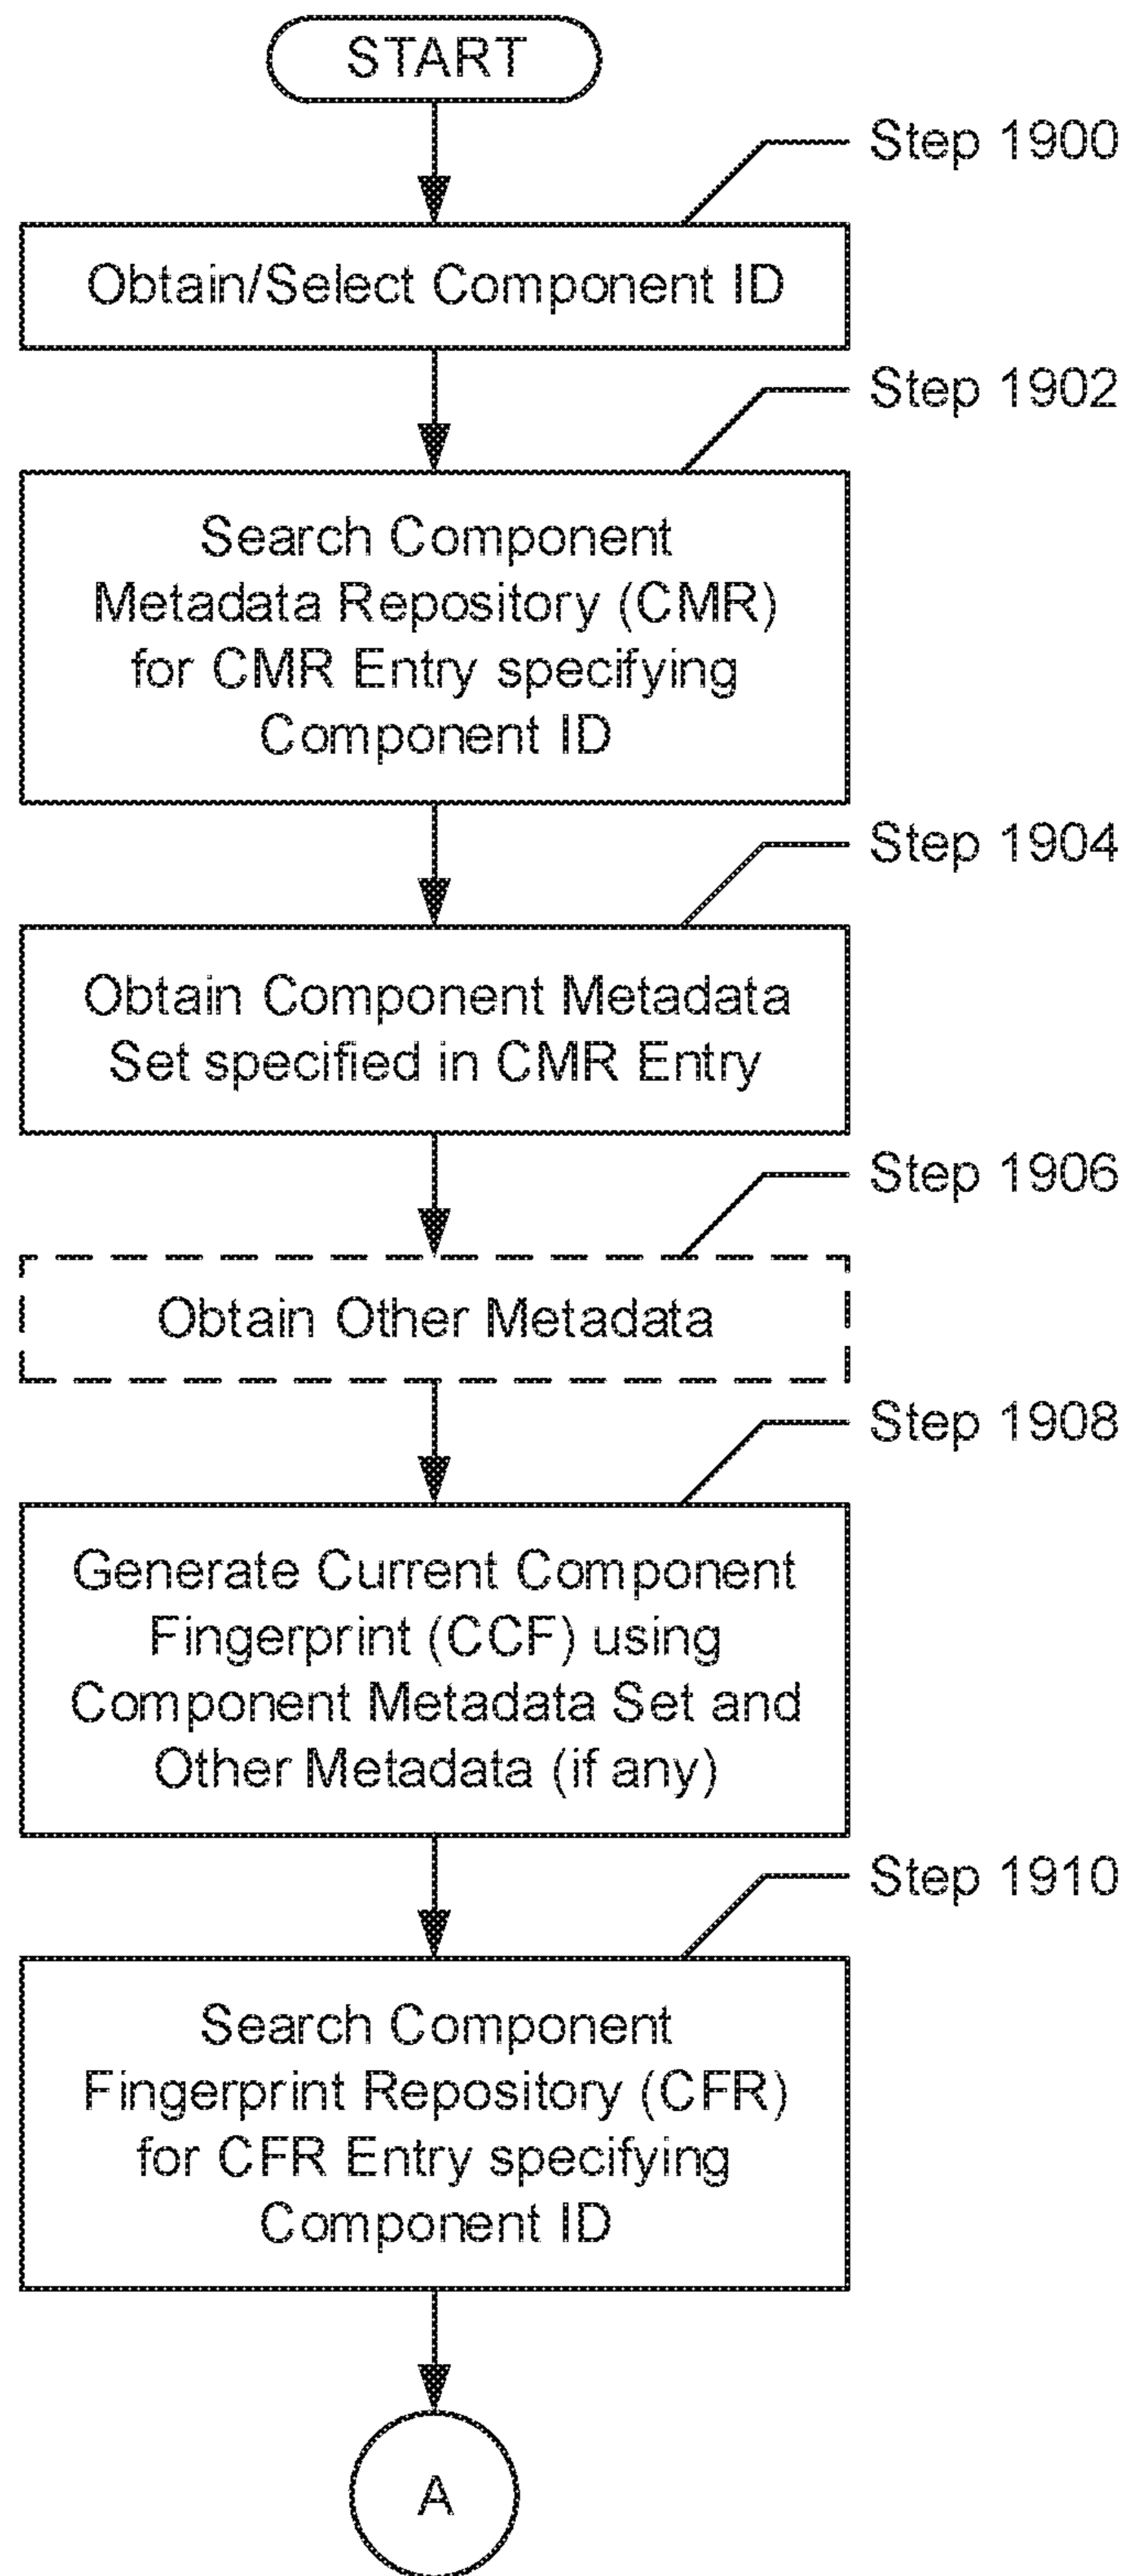 START
Step 1900
Obtain/Select Component ID
Step 1902
Search Component
Metadata Repository (CMR)
for CMR Entry specifying
Component ID
Step 1904
Obtain Component Metadata
Set specified in CMR Entry
Step 1906
Obtain Other Metadata
Step 1908
Generate Current Component
Fingerprint (CCF) using
Component Metadata Set and
Other Metadata (if any)
Step 1910
Search Component
Fingerprint Repository (CFR)
for CFR Entry specifying
Component ID
A